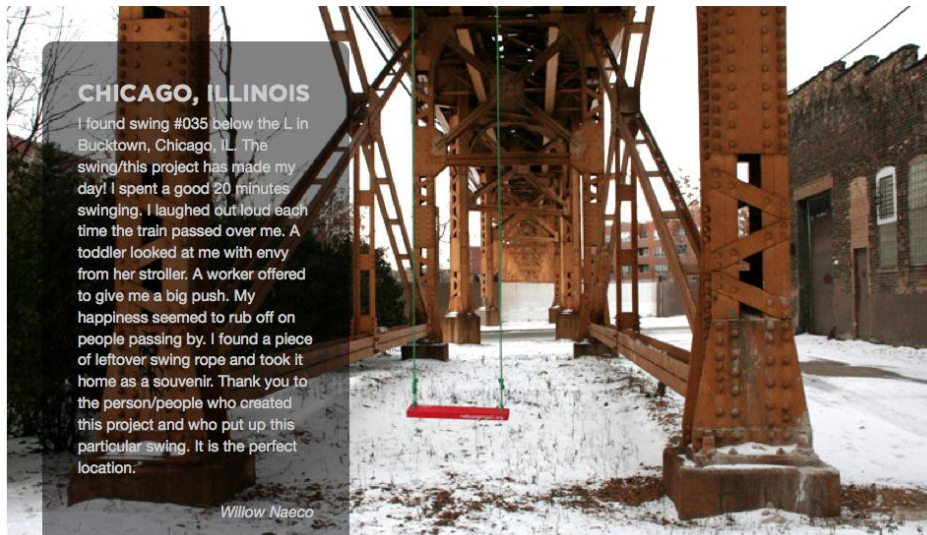 CHICAGO, ILLINOIS
I found swing #035 below the L in
Bucktown, Chicago, IL. The
swing/this project has made my
day! I spent a good 20 minutes
swinging. I laughed out loud each
time the train passed over me. A
toddler looked at me with envy
from her stroller. A worker offered
to give me a big push. My
happiness seemed to rub off on
people passing by. I found a piece
of leftover swing rope and took it
home as a souvenir. Thank you to
the person/people who created
this project and who put up this
particular swing. It is the perfect
location.
Willow Naeco